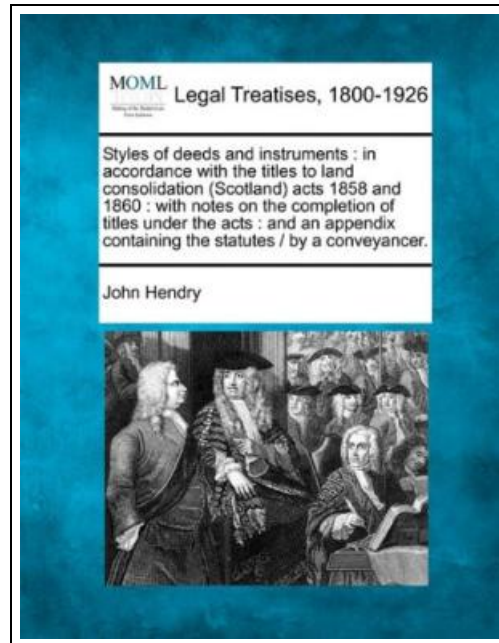 MOML
Legal Treatises, 1800-1926
Styles of deeds and instruments : in
accordance with the titles to land
consolidation (Scotland) acts 1858 and
1860 : with notes on the completion of
titles under the acts : and an appendix
containing the statutes / by a conveyancer.
John Hendry